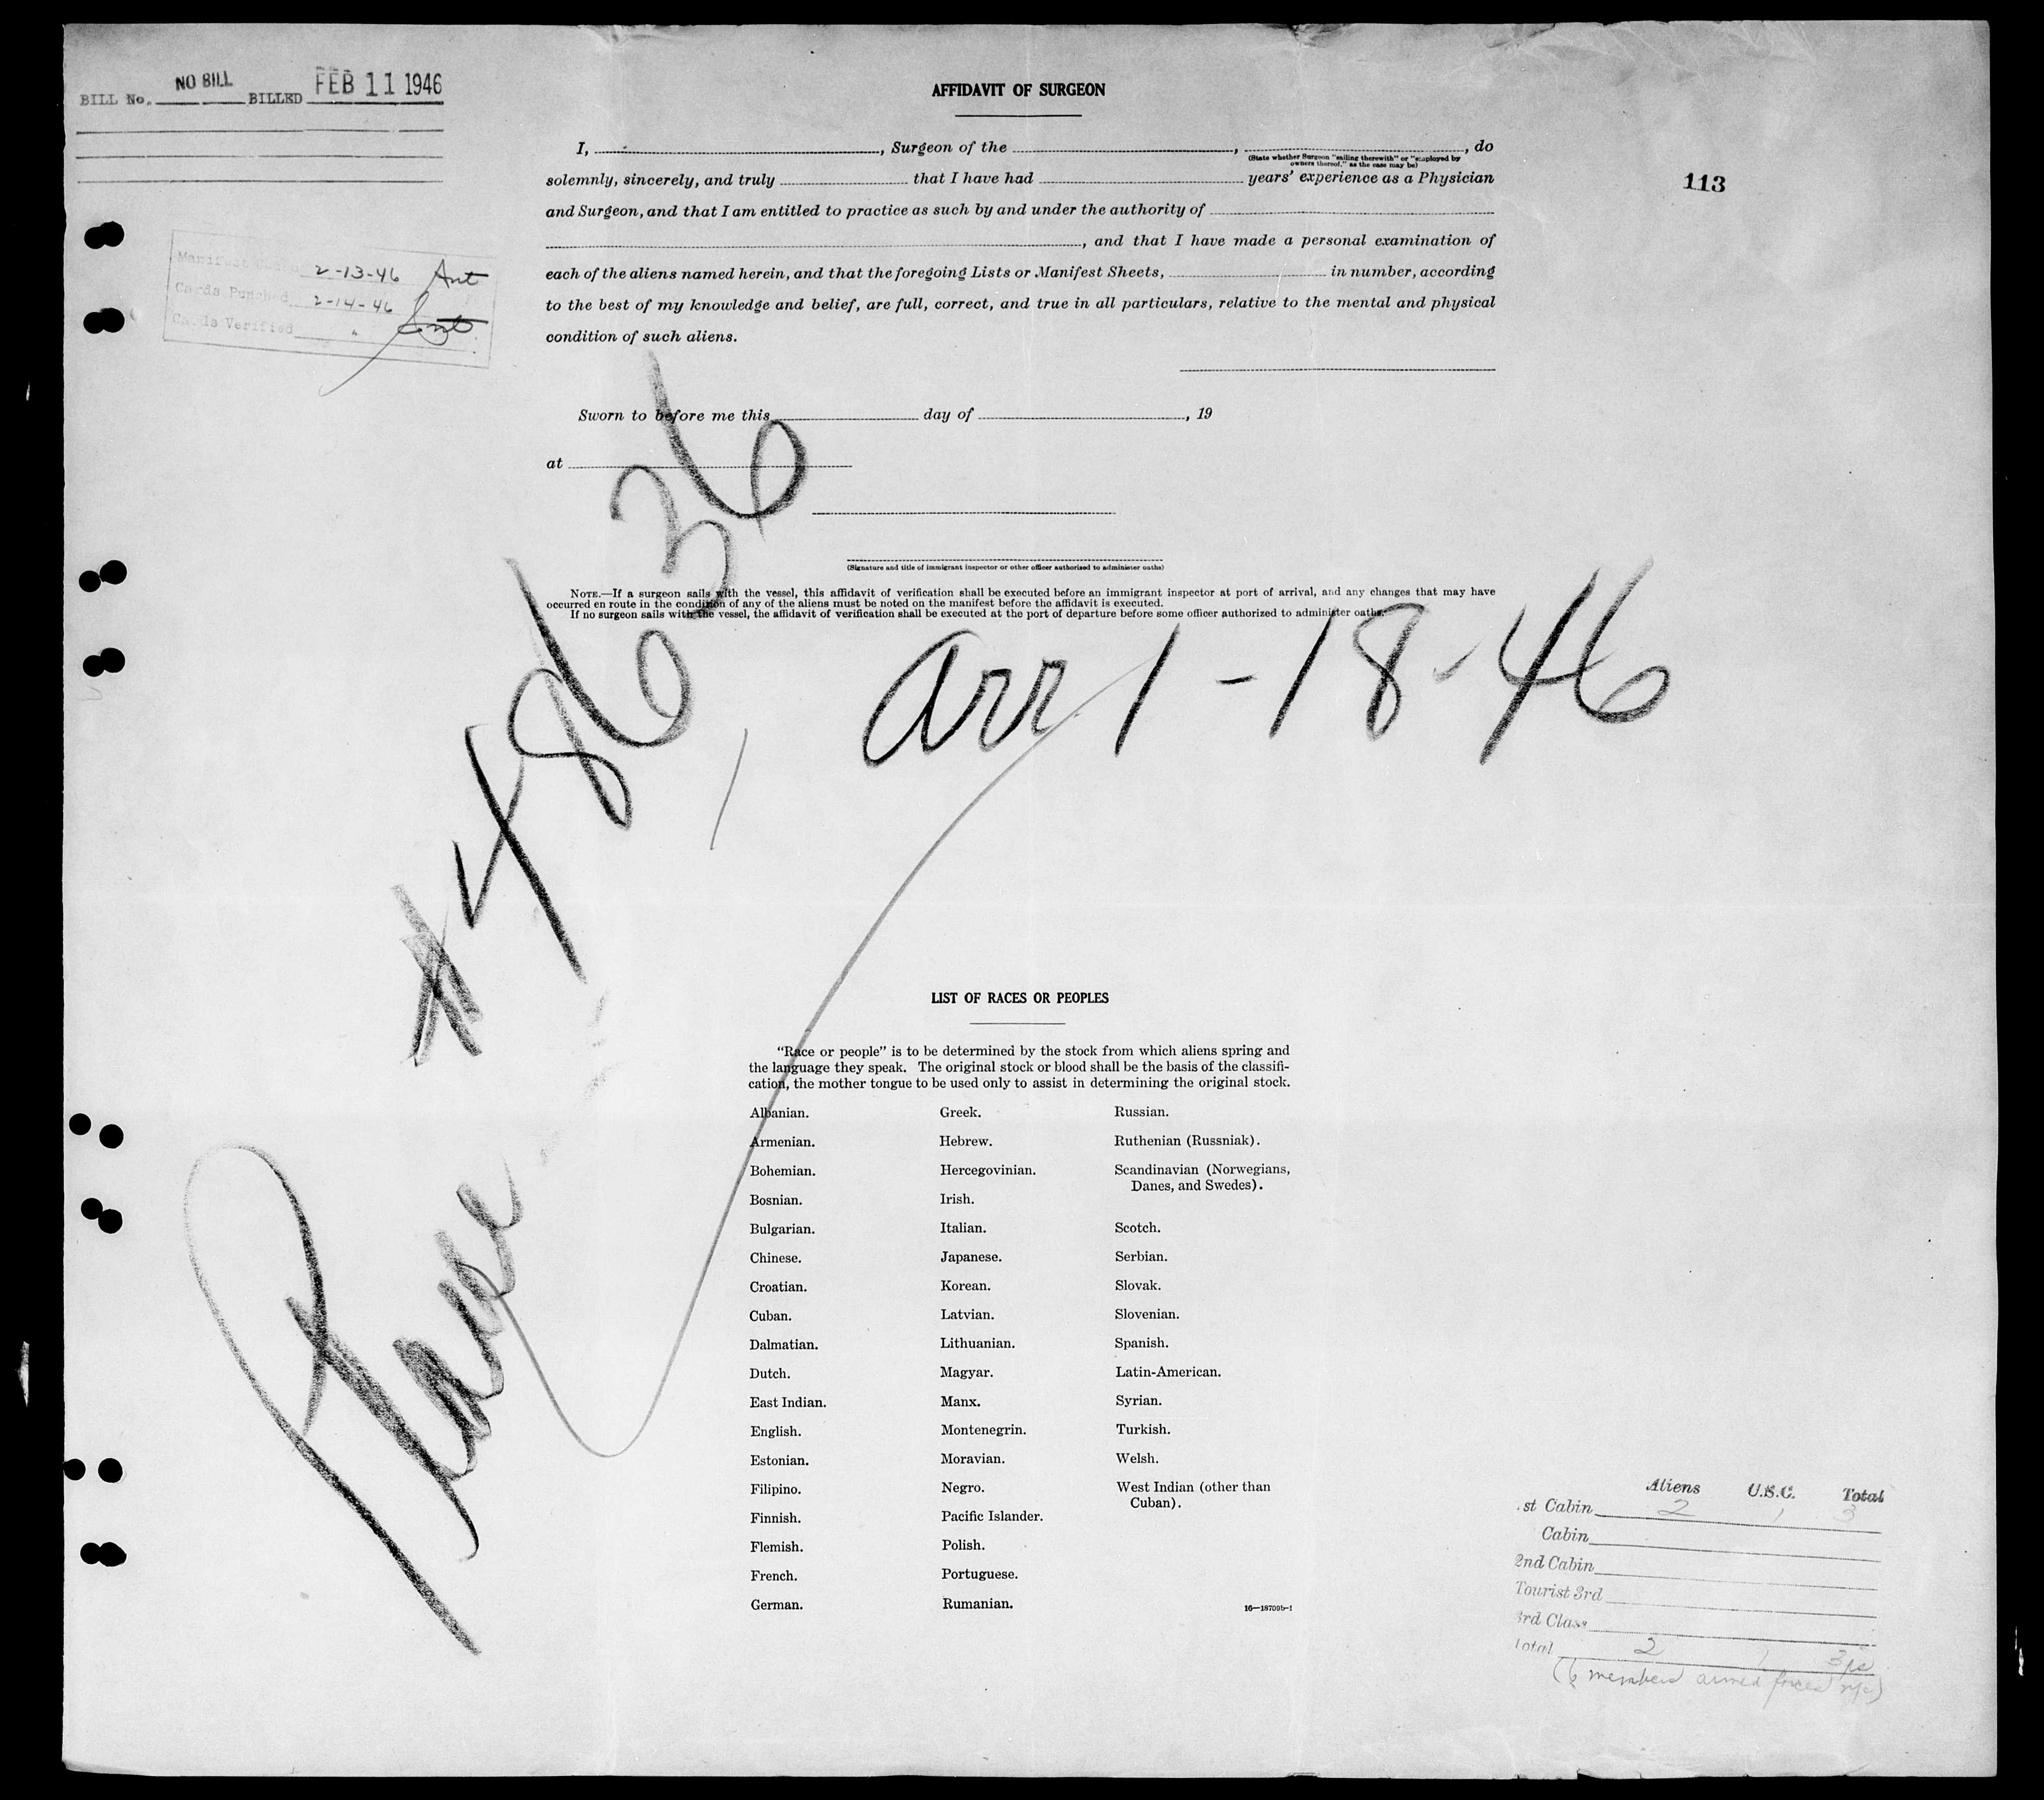 BILL No. NO BILL BILLED FEB 11 1946
AFFIDAVIT OF SURGEON
I, , Surgeon of the , , do
(State whether Surgeon "sailing therewith" or "employed by
owners thereof," as the case may be)
solemnly, sincerely, and truly that I have had years' experience as a Physician
113
and Surgeon, and that I am entitled to practice as such by and under the authority of
, and that I have made a personal examination of
each of the aliens named herein, and that the foregoing Lists or Manifest Sheets, in number, according
to the best of my knowledge and belief, are full, correct, and true in all particulars, relative to the mental and physical
condition of such aliens.
Manifest 2-13-46
Cards Punched 2-14-46
Cards Verified "
Sworn to before me this day of , 19
at
(Signature and title of immigrant inspector or other officer authorized to administer oaths)
NOTE.—If a surgeon sails with the vessel, this affidavit of verification shall be executed before an immigrant inspector at port of arrival, and any changes that may have
occurred en route in the condition of any of the aliens must be noted on the manifest before the affidavit is executed.
If no surgeon sails with the vessel, the affidavit of verification shall be executed at the port of departure before some officer authorized to administer oaths.
#48636
arr 1-18-46
Plane
LIST OF RACES OR PEOPLES
"Race or people" is to be determined by the stock from which aliens spring and
the language they speak. The original stock or blood shall be the basis of the classifi-
cation, the mother tongue to be used only to assist in determining the original stock.
Albanian. Greek. Russian.
Armenian. Hebrew. Ruthenian (Russniak).
Bohemian. Hercegovinian. Scandinavian (Norwegians,
Danes, and Swedes).
Bosnian. Irish.
Bulgarian. Italian. Scotch.
Chinese. Japanese. Serbian.
Croatian. Korean. Slovak.
Cuban. Latvian. Slovenian.
Dalmatian. Lithuanian. Spanish.
Dutch. Magyar. Latin-American.
East Indian. Manx. Syrian.
English. Montenegrin. Turkish.
Estonian. Moravian. Welsh.
Filipino. Negro. West Indian (other than
Cuban).
Finnish. Pacific Islander.
Flemish. Polish.
French. Portuguese.
German. Rumanian.
16—18709b-1
Aliens U.S.C. Total
1st Cabin 2 1 3
Cabin
2nd Cabin
Tourist 3rd
3rd Class
Total 2 1 3
(6 members armed forces